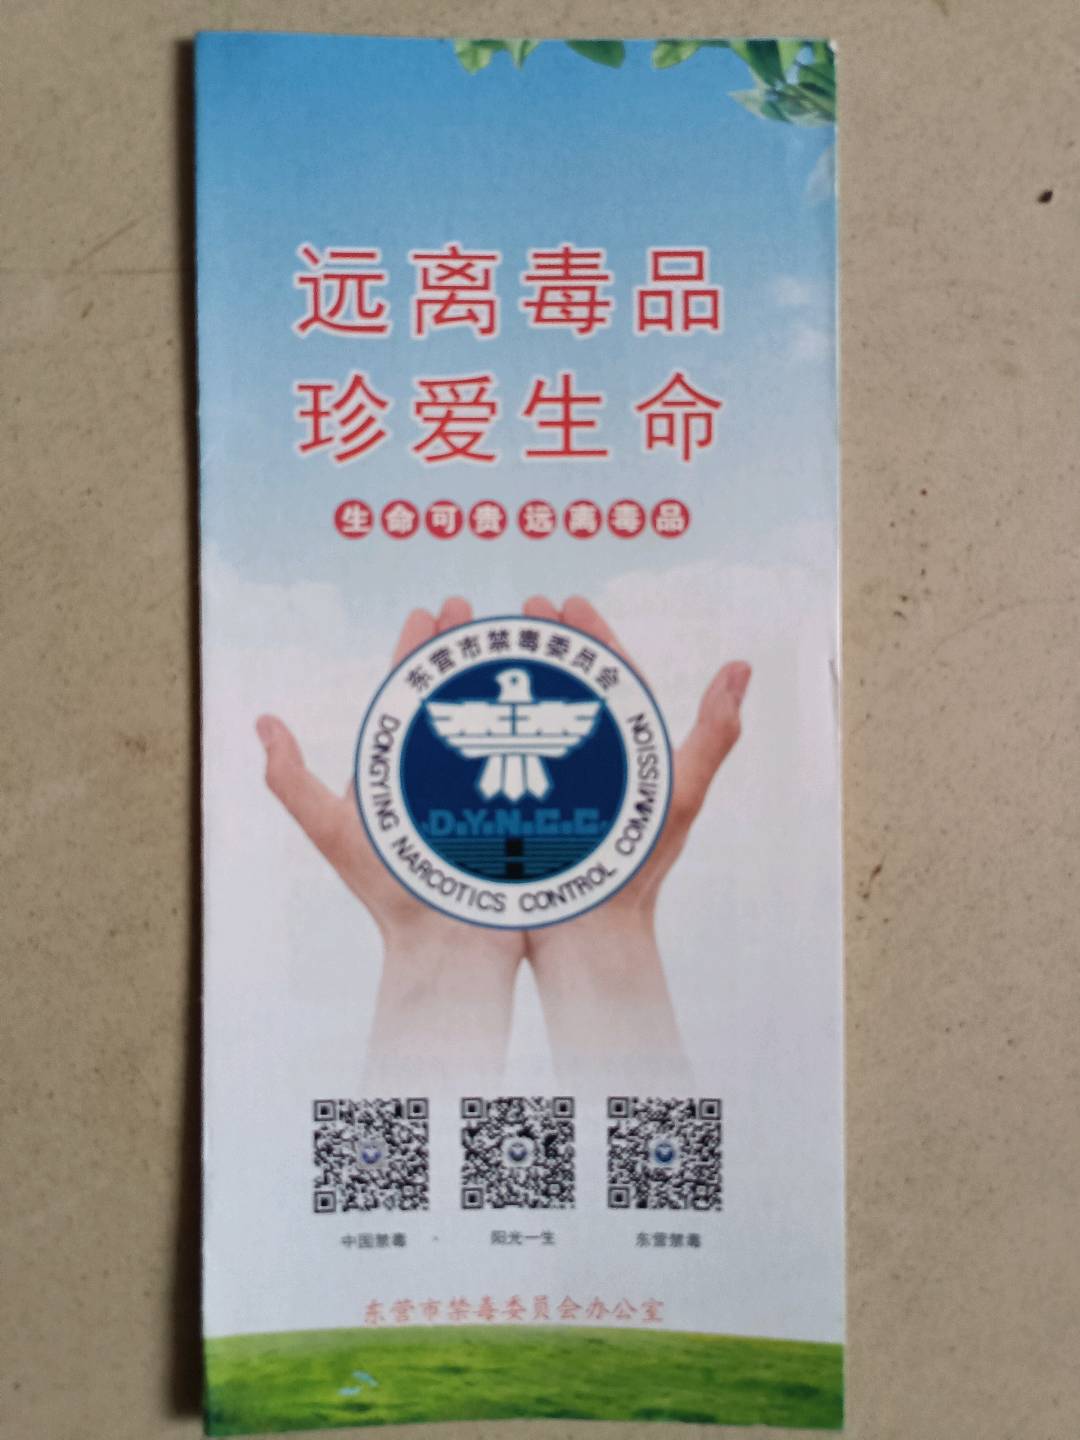 远离毒品
珍爱生命
生命可贵 远离毒品
东营市禁毒委员会
DONGYING NARCOTICS CONTROL COMMISSION
D.Y.N.C.C.
中国禁毒
阳光一生
东营禁毒
东营市禁毒委员会办公室